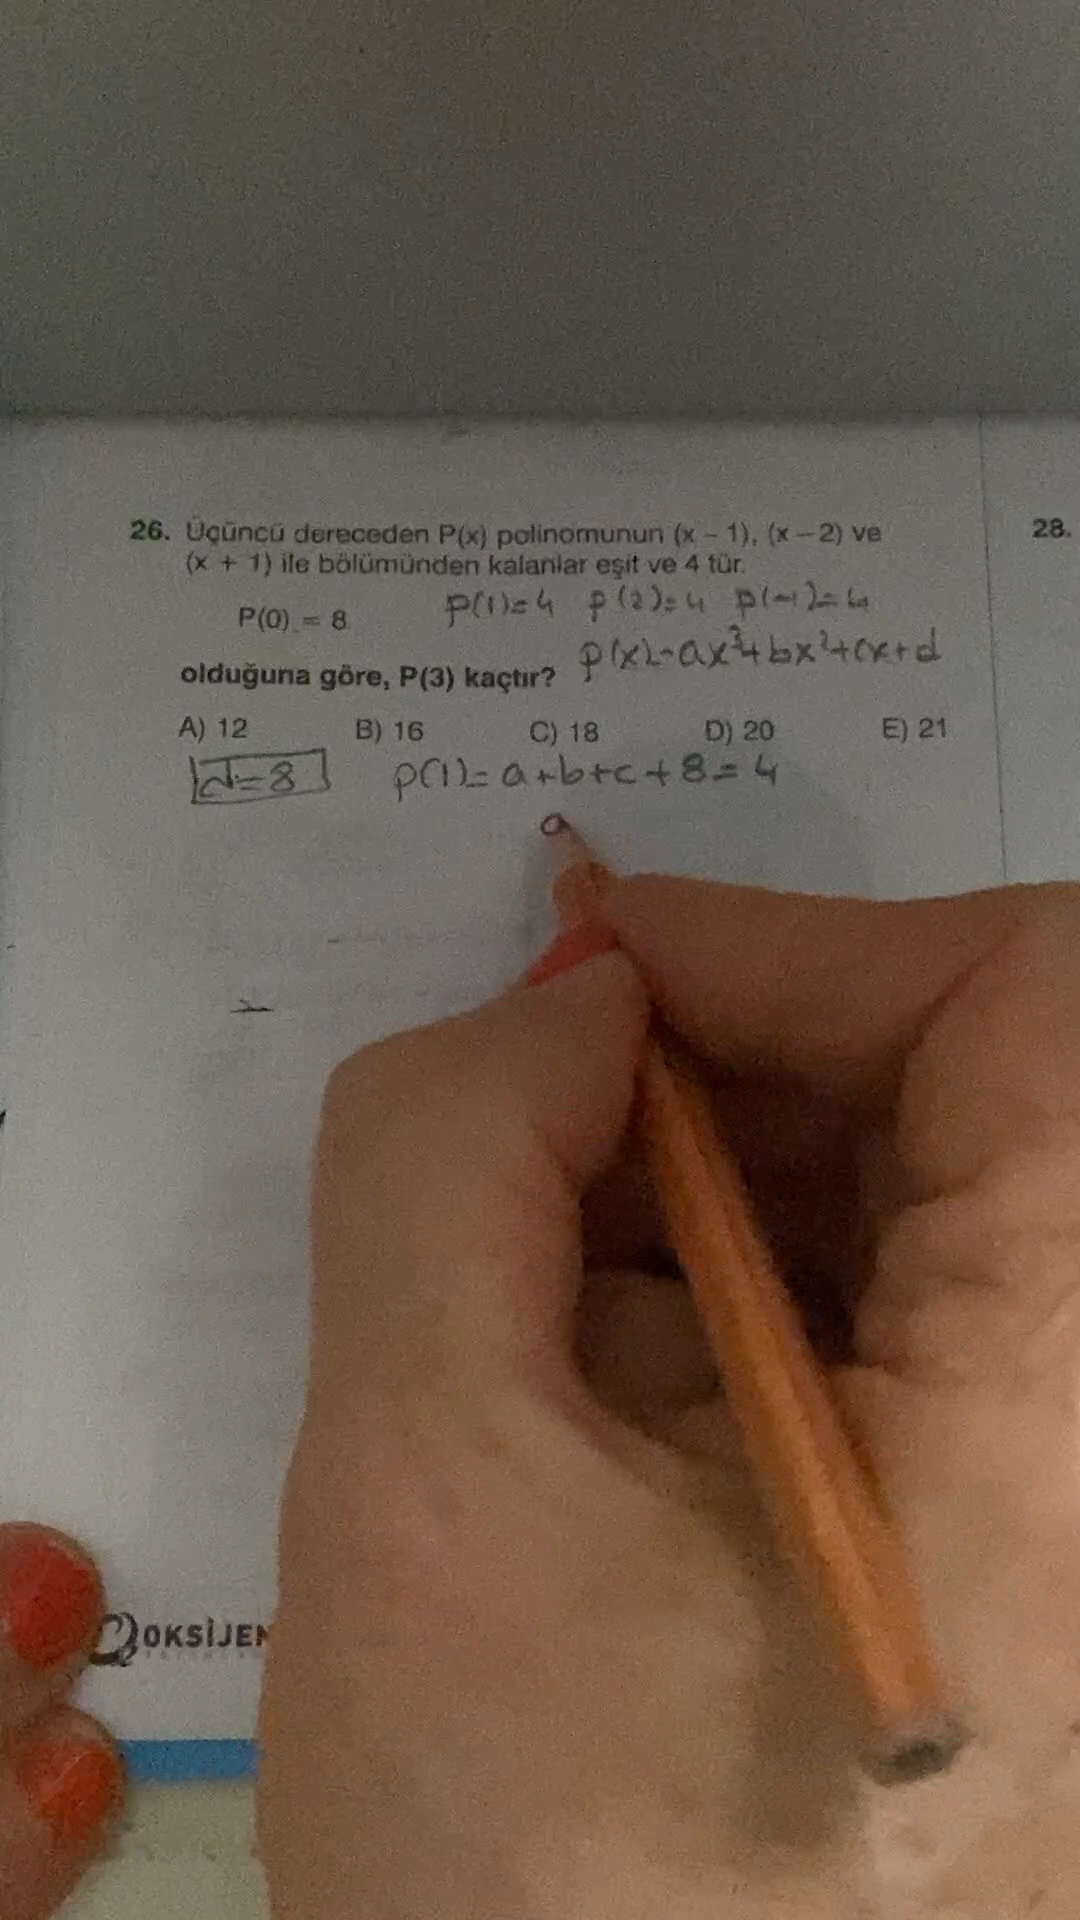 26. Üçüncü dereceden P(x) polinomunun (x – 1), (x – 2) ve
28.
(x + 1) ile bölümünden kalanlar eşit ve 4 tür.
P(0) = 8
p(1)=4 p(2)=4 p(-1)=4
p(x)=ax³+bx²+cx+d
olduğuna göre, P(3) kaçtır?
A) 12 B) 16 C) 18 D) 20 E) 21
d=8 p(1)=a+b+c+8=4
a
OKSİJEN